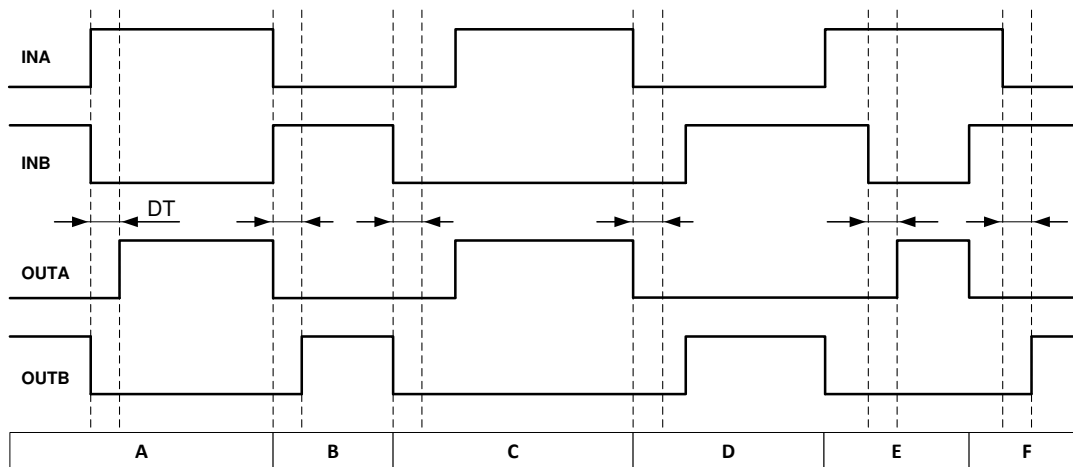 INA
INB
DT
OUTA
OUTB
A B C D E F